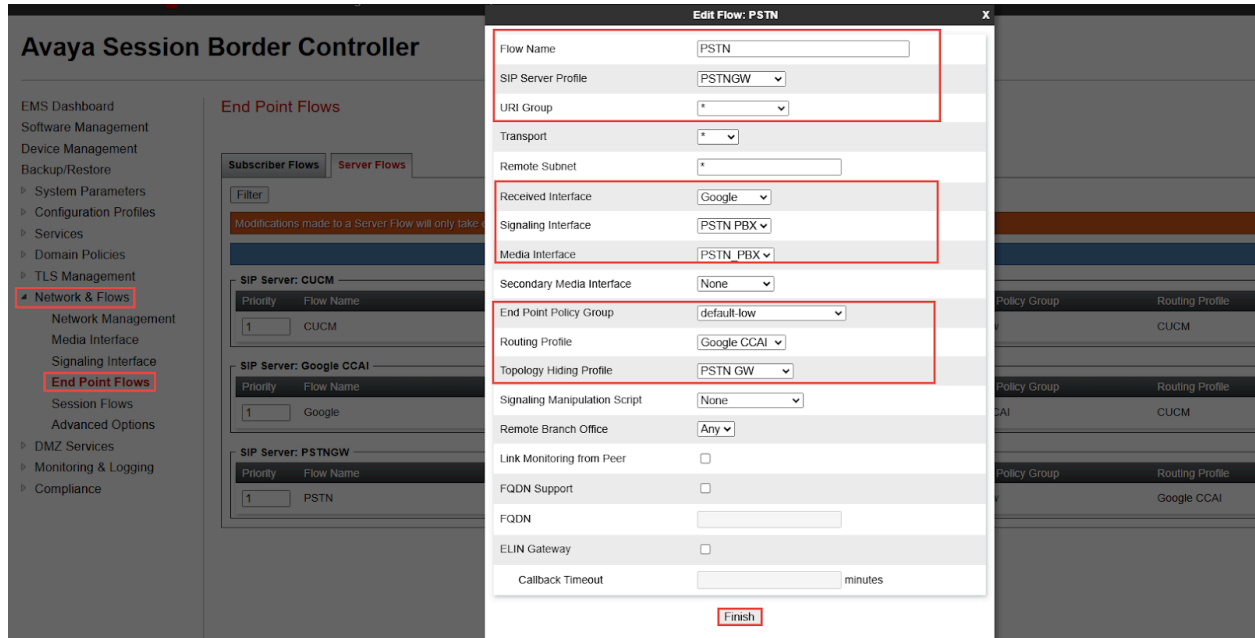 Edit Flow: PSTN X
Avaya Session Border Controller
EMS Dashboard
Software Management
Device Management
Backup/Restore
System Parameters
Configuration Profiles
Services
Domain Policies
TLS Management
Network & Flows
Network Management
Media Interface
Signaling Interface
End Point Flows
Session Flows
Advanced Options
DMZ Services
Monitoring & Logging
Compliance
End Point Flows
Subscriber Flows Server Flows
Filter
Modifications made to a Server Flow will only take
SIP Server: CUCM
Priority Flow Name Policy Group Routing Profile
1 CUCM CUCM
SIP Server: Google CCAI
Priority Flow Name Policy Group Routing Profile
1 Google CUCM
SIP Server: PSTNGW
Priority Flow Name Policy Group Routing Profile
1 PSTN Google CCAI
Flow Name PSTN
SIP Server Profile PSTNGW
URI Group *
Transport *
Remote Subnet *
Received Interface Google
Signaling Interface PSTN PBX
Media Interface PSTN_PBX
Secondary Media Interface None
End Point Policy Group default-low
Routing Profile Google CCAI
Topology Hiding Profile PSTN GW
Signaling Manipulation Script None
Remote Branch Office Any
Link Monitoring from Peer
FQDN Support
FQDN
ELIN Gateway
Callback Timeout minutes
Finish